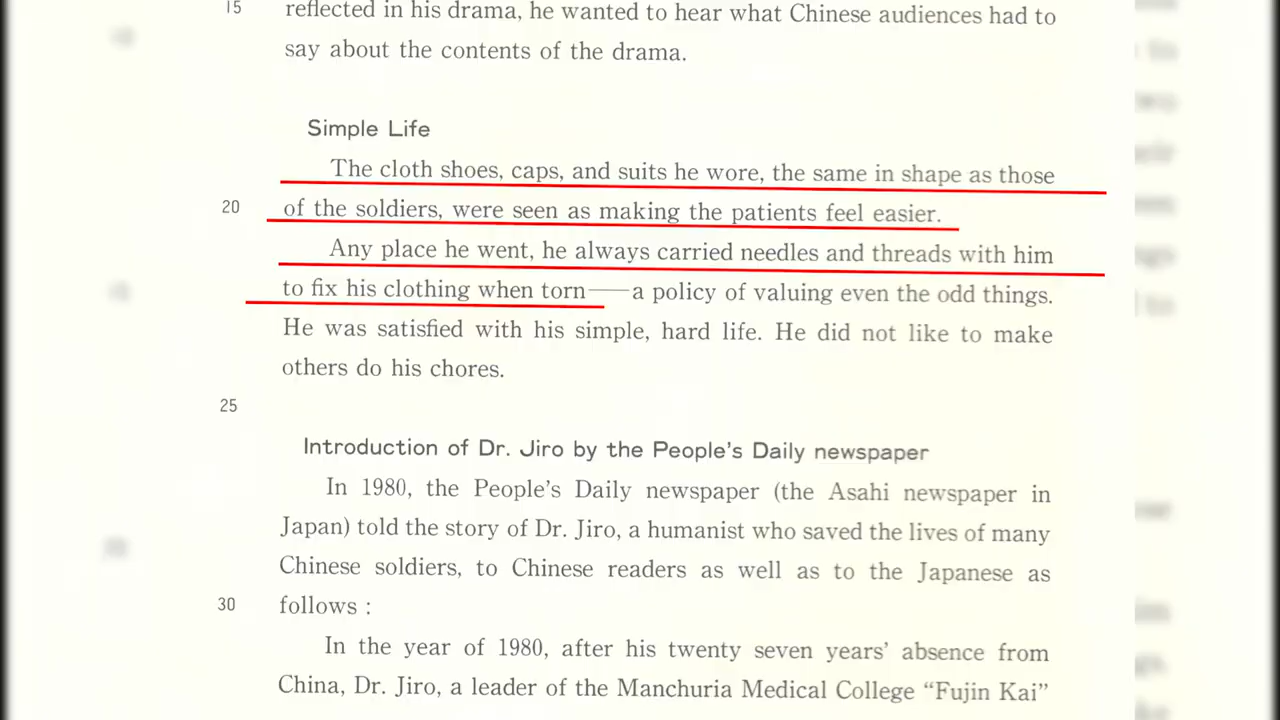 15 reflected in his drama, he wanted to hear what Chinese audiences had to
say about the contents of the drama.
Simple Life
The cloth shoes, caps, and suits he wore, the same in shape as those
20 of the soldiers, were seen as making the patients feel easier.
Any place he went, he always carried needles and threads with him
to fix his clothing when torn——a policy of valuing even the odd things.
He was satisfied with his simple, hard life. He did not like to make
others do his chores.
25
Introduction of Dr. Jiro by the People's Daily newspaper
In 1980, the People's Daily newspaper (the Asahi newspaper in
Japan) told the story of Dr. Jiro, a humanist who saved the lives of many
Chinese soldiers, to Chinese readers as well as to the Japanese as
30 follows :
In the year of 1980, after his twenty seven years' absence from
China, Dr. Jiro, a leader of the Manchuria Medical College “Fujin Kai”